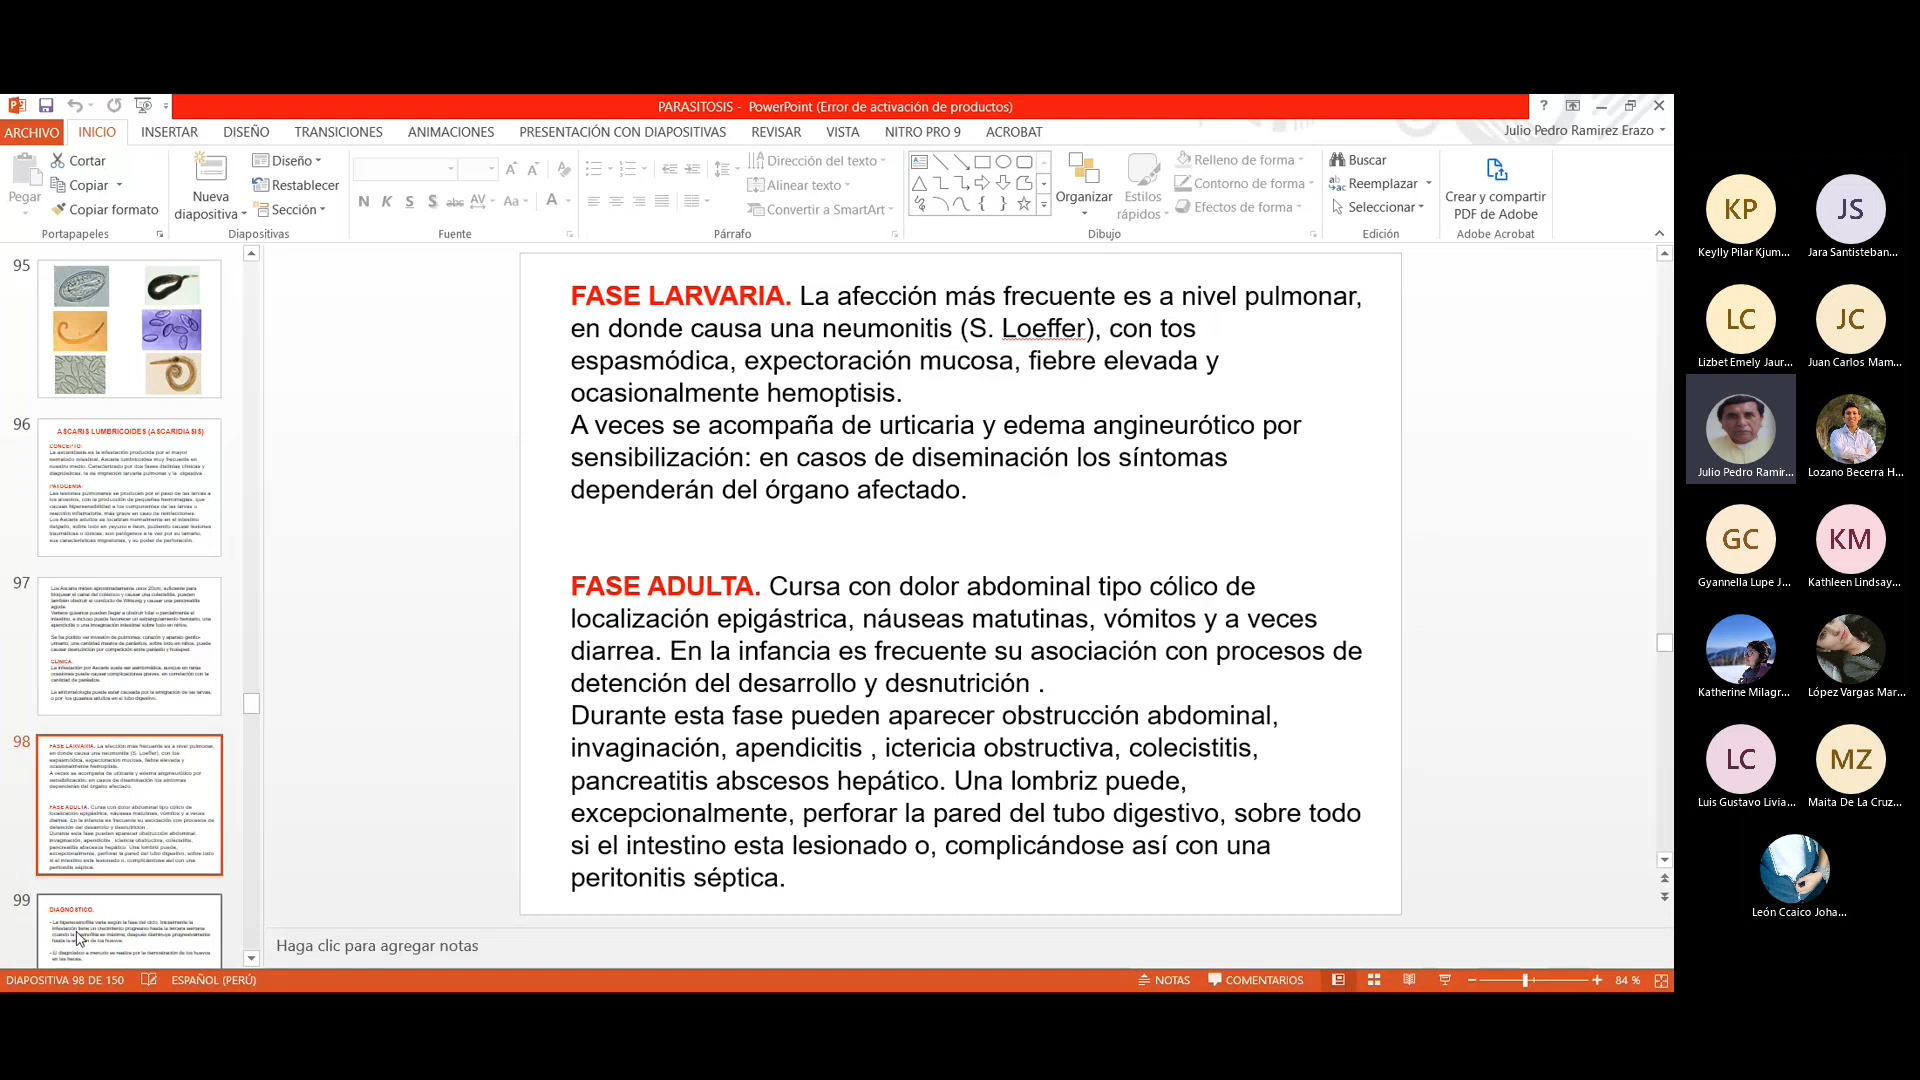 PARASITOSIS - PowerPoint (Error de activación de productos)
ARCHIVO INICIO INSERTAR DISEÑO TRANSICIONES ANIMACIONES PRESENTACIÓN CON DIAPOSITIVAS REVISAR VISTA NITRO PRO 9 ACROBAT
Julio Pedro Ramirez Erazo
Pegar
Cortar
Copiar
Copiar formato
Portapapeles
Nueva
diapositiva
Diseño
Restablecer
Sección
Diapositivas
N K S S abc AV Aa A
Fuente
Dirección del texto
Alinear texto
Convertir a SmartArt
Párrafo
Organizar
Estilos
rápidos
Relleno de forma
Contorno de forma
Efectos de forma
Dibujo
Buscar
Reemplazar
Seleccionar
Edición
Crear y compartir
PDF de Adobe
Adobe Acrobat
95
96
ASCARIS LUMBRICOIDES (ASCARIDIASIS)
CONCEPTO:
PATOGENIA:
97
CLÍNICA.
98
99
DIAGNÓSTICO.
FASE LARVARIA. La afección más frecuente es a nivel pulmonar,
en donde causa una neumonitis (S. Loeffer), con tos
espasmódica, expectoración mucosa, fiebre elevada y
ocasionalmente hemoptisis.
A veces se acompaña de urticaria y edema angineurótico por
sensibilización: en casos de diseminación los síntomas
dependerán del órgano afectado.
FASE ADULTA. Cursa con dolor abdominal tipo cólico de
localización epigástrica, náuseas matutinas, vómitos y a veces
diarrea. En la infancia es frecuente su asociación con procesos de
detención del desarrollo y desnutrición .
Durante esta fase pueden aparecer obstrucción abdominal,
invaginación, apendicitis , ictericia obstructiva, colecistitis,
pancreatitis abscesos hepático. Una lombriz puede,
excepcionalmente, perforar la pared del tubo digestivo, sobre todo
si el intestino esta lesionado o, complicándose así con una
peritonitis séptica.
Haga clic para agregar notas
DIAPOSITIVA 98 DE 150 ESPAÑOL (PERÚ) NOTAS COMENTARIOS 84 %
KP JS
Keylly Pilar Kjum... Jara Santisteban...
LC JC
Lizbet Emely Jaur... Juan Carlos Mam...
Julio Pedro Ramir... Lozano Becerra H...
GC KM
Gyannella Lupe J... Kathleen Lindsay...
Katherine Milagr... López Vargas Mar...
LC MZ
Luis Gustavo Livia... Maita De La Cruz...
León Ccaico Joha...